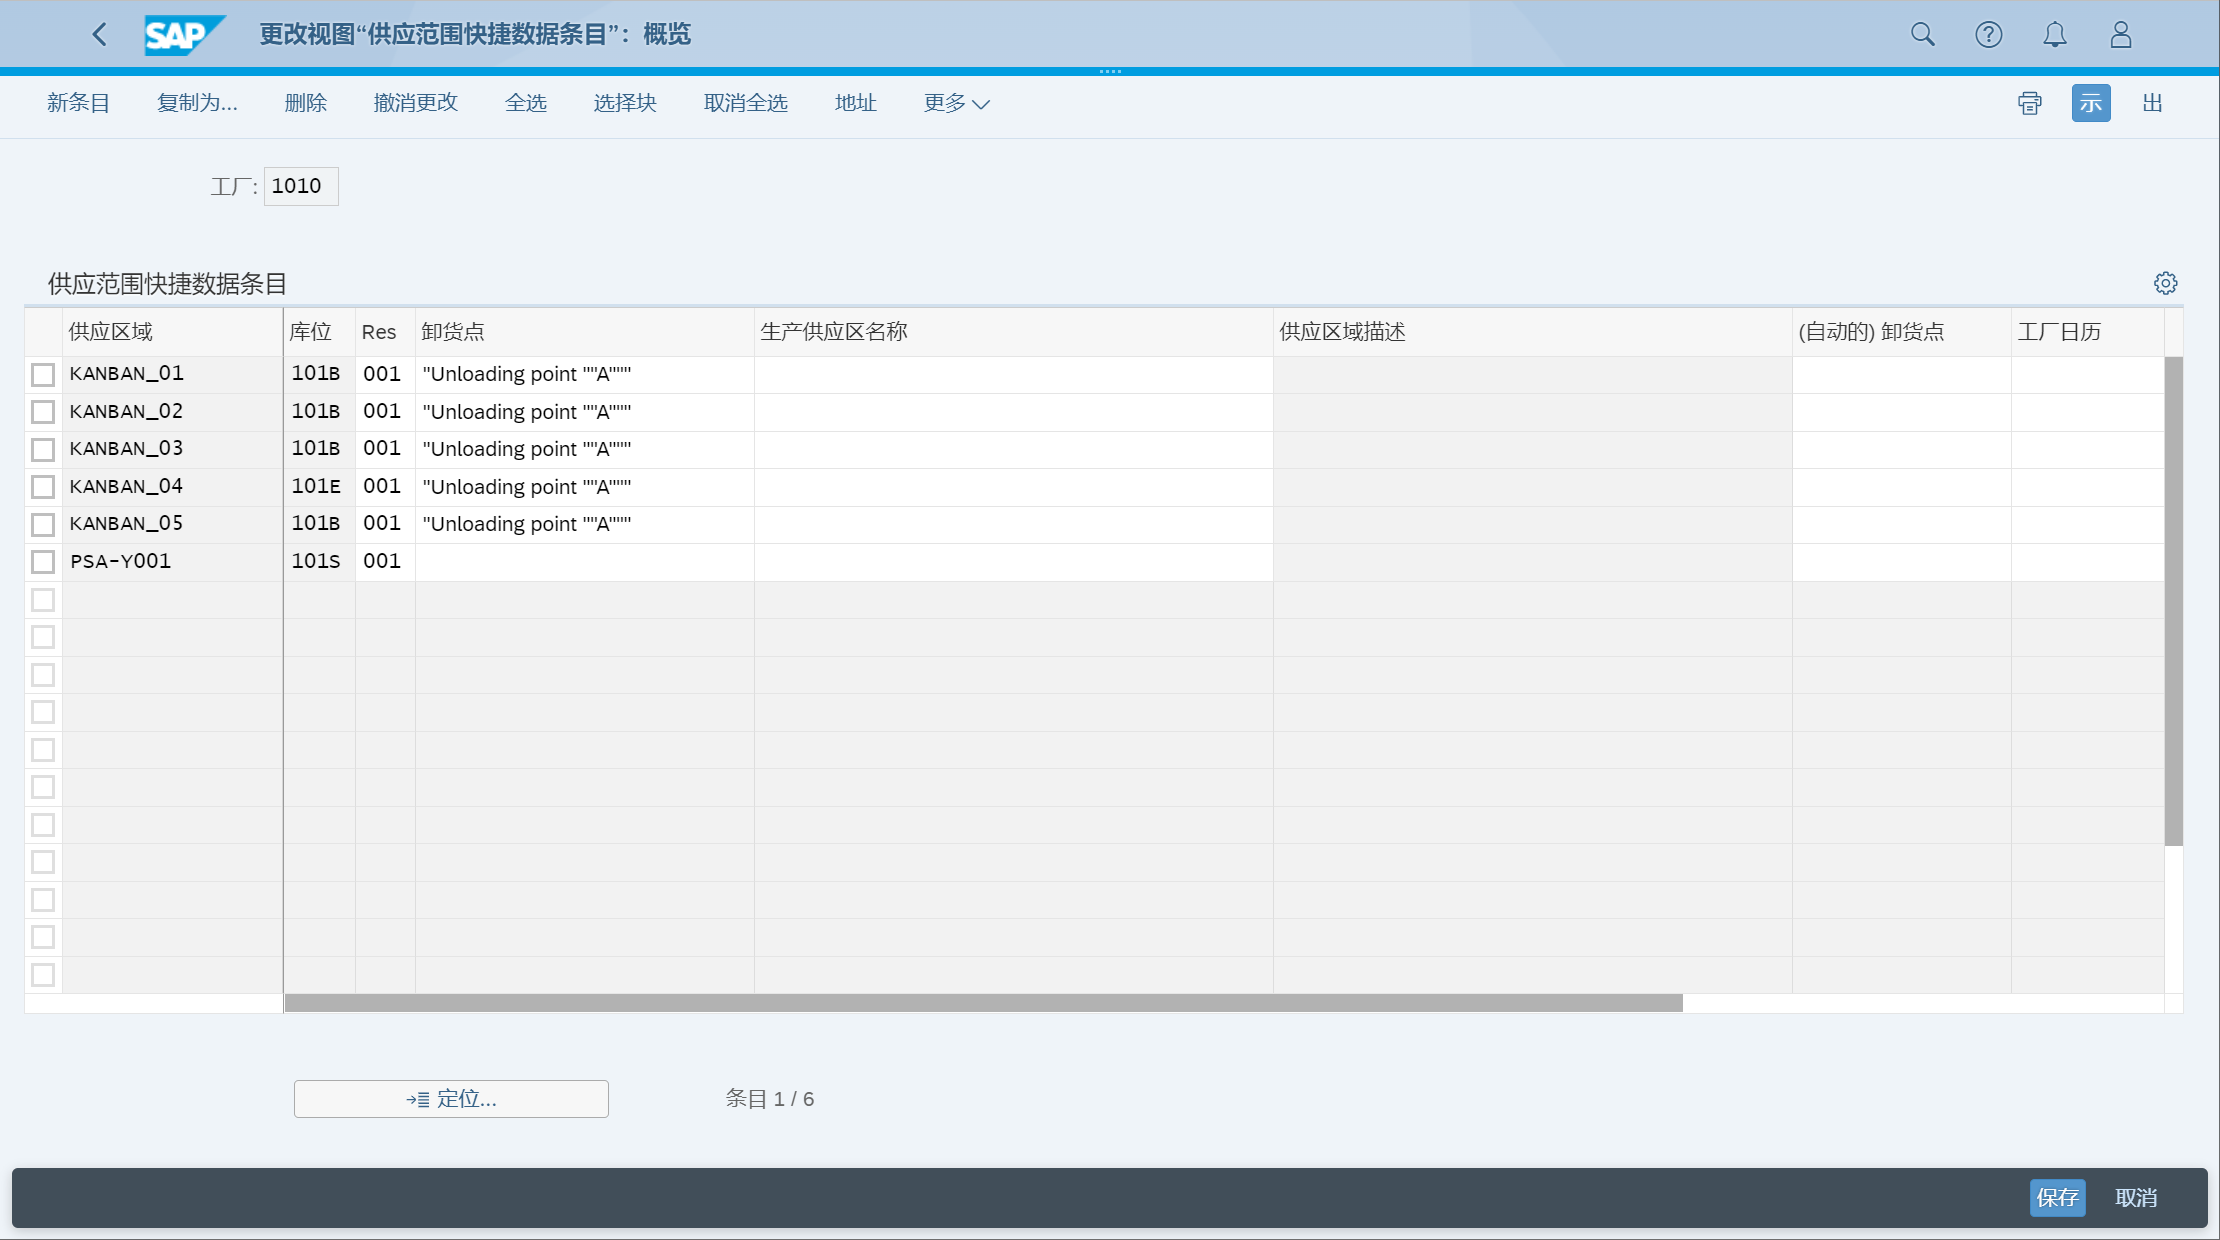 SAP 更改视图“供应范围快捷数据条目”：概览
新条目 复制为... 删除 撤消更改 全选 选择块 取消全选 地址 更多 示 出
工厂: 1010
供应范围快捷数据条目
供应区域 库位 Res 卸货点 生产供应区名称 供应区域描述 (自动的) 卸货点 工厂日历
KANBAN_01 101B 001 "Unloading point ""A"""
KANBAN_02 101B 001 "Unloading point ""A"""
KANBAN_03 101B 001 "Unloading point ""A"""
KANBAN_04 101E 001 "Unloading point ""A"""
KANBAN_05 101B 001 "Unloading point ""A"""
PSA-Y001 101S 001
定位... 条目 1 / 6
保存 取消